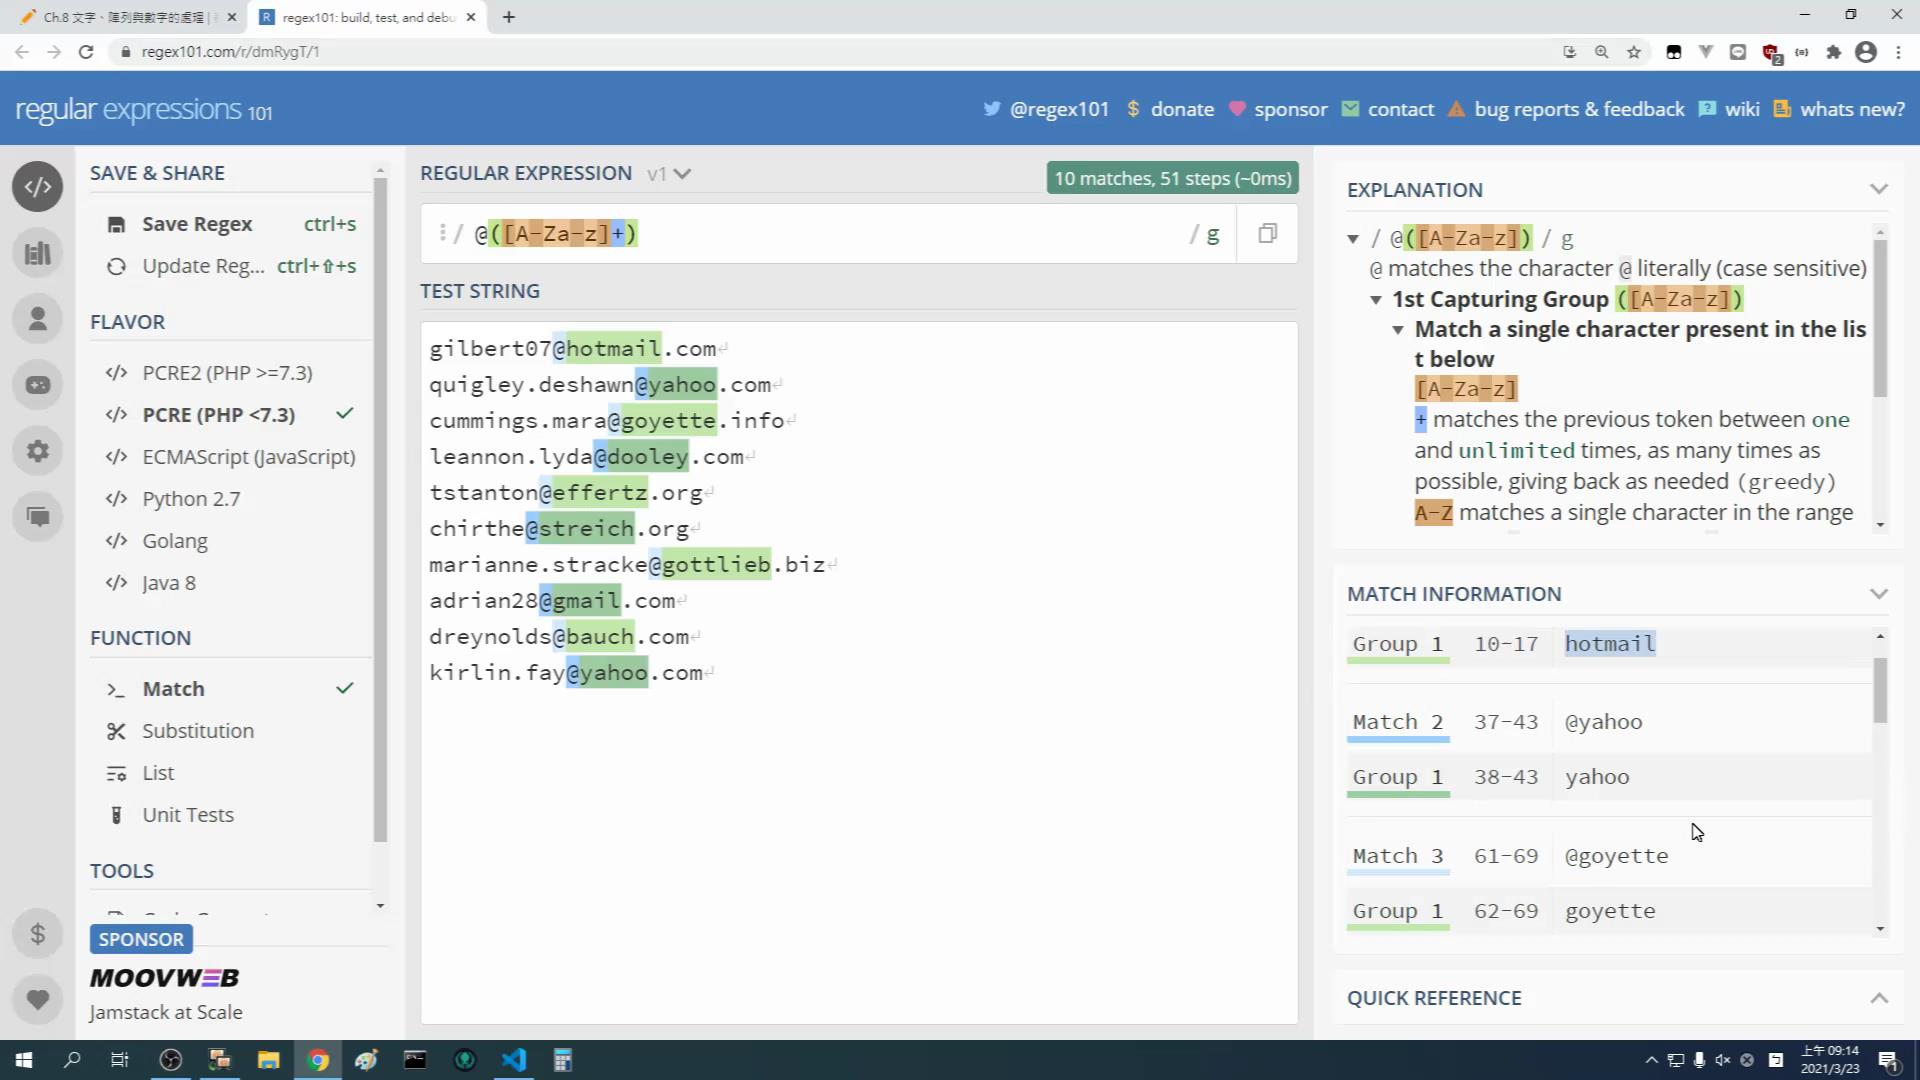 Ch.8 文字、陣列與數字的處理 |
regex101: build, test, and debu
regex101.com/r/dmRygT/1
2
regular expressions 101
@regex101
donate
sponsor
contact
bug reports & feedback
wiki
whats new?
SAVE & SHARE
Save Regex ctrl+s
Update Reg... ctrl+⇧+s
FLAVOR
PCRE2 (PHP >=7.3)
PCRE (PHP <7.3)
ECMAScript (JavaScript)
Python 2.7
Golang
Java 8
FUNCTION
Match
Substitution
List
Unit Tests
TOOLS
SPONSOR
MOOVWEB
Jamstack at Scale
REGULAR EXPRESSION v1
10 matches, 51 steps (~0ms)
/ @([A-Za-z]+) / g
TEST STRING
gilbert07@hotmail.com
quigley.deshawn@yahoo.com
cummings.mara@goyette.info
leannon.lyda@dooley.com
tstanton@effertz.org
chirthe@streich.org
marianne.stracke@gottlieb.biz
adrian28@gmail.com
dreynolds@bauch.com
kirlin.fay@yahoo.com
EXPLANATION
/ @([A-Za-z]) / g
@ matches the character @ literally (case sensitive)
1st Capturing Group ([A-Za-z])
Match a single character present in the lis
t below
[A-Za-z]
+ matches the previous token between one
and unlimited times, as many times as
possible, giving back as needed (greedy)
A-Z matches a single character in the range
MATCH INFORMATION
Group 1 10-17 hotmail
Match 2 37-43 @yahoo
Group 1 38-43 yahoo
Match 3 61-69 @goyette
Group 1 62-69 goyette
QUICK REFERENCE
上午 09:14
2021/3/23
1